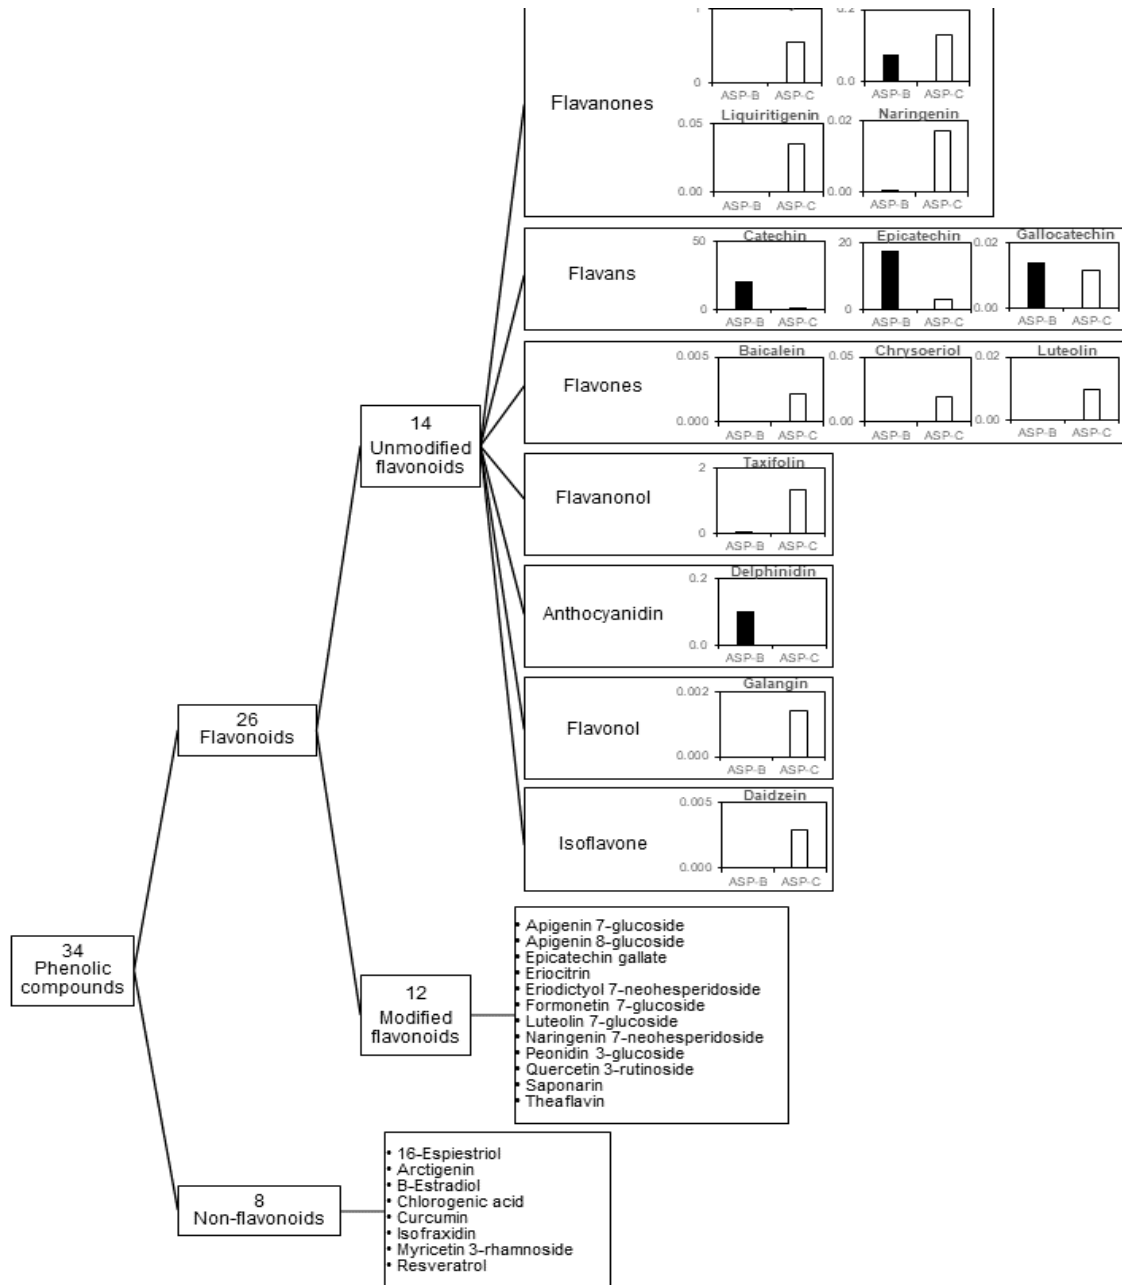 1
0
ASP-B ASP-C
0.2
0.0
ASP-B ASP-C
Flavanones
Liquiritigenin
0.05
0.00
ASP-B ASP-C
Naringenin
0.02
0.00
ASP-B ASP-C
Flavans
Catechin
50
0
ASP-B ASP-C
Epicatechin
20
0
ASP-B ASP-C
Gallocatechin
0.02
0.00
ASP-B ASP-C
Flavones
Baicalein
0.005
0.000
ASP-B ASP-C
Chrysoeriol
0.05
0.00
ASP-B ASP-C
Luteolin
0.02
0.00
ASP-B ASP-C
14
Unmodified
flavonoids
Flavanonol
Taxifolin
2
0
ASP-B ASP-C
Anthocyanidin
Delphinidin
0.2
0.0
ASP-B ASP-C
Flavonol
Galangin
0.002
0.000
ASP-B ASP-C
26
Flavonoids
Isoflavone
Daidzein
0.005
0.000
ASP-B ASP-C
34
Phenolic
compounds
12
Modified
flavonoids
• Apigenin 7-glucoside
• Apigenin 8-glucoside
• Epicatechin gallate
• Eriocitrin
• Eriodictyol 7-neohesperidoside
• Formonetin 7-glucoside
• Luteolin 7-glucoside
• Naringenin 7-neohesperidoside
• Peonidin 3-glucoside
• Quercetin 3-rutinoside
• Saponarin
• Theaflavin
8
Non-flavonoids
• 16-Espiestriol
• Arctigenin
• B-Estradiol
• Chlorogenic acid
• Curcumin
• Isofraxidin
• Myricetin 3-rhamnoside
• Resveratrol